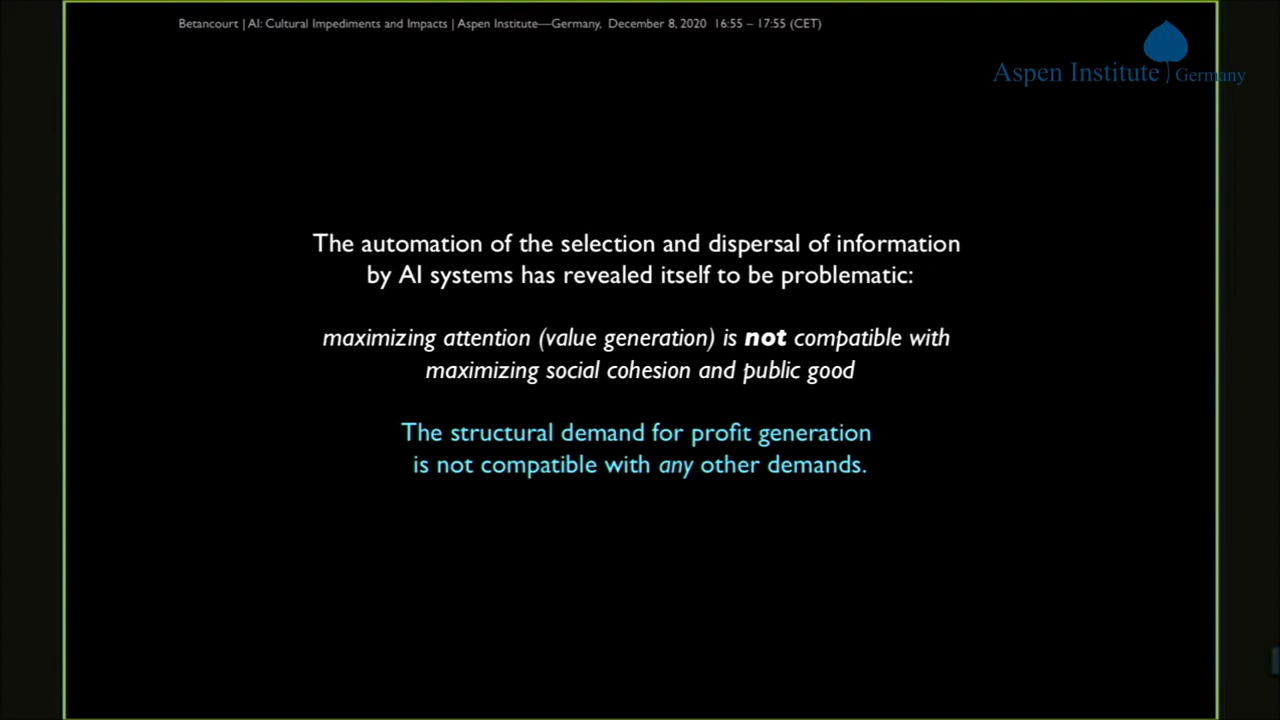 Betancourt | AI: Cultural Impediments and Impacts | Aspen Institute—Germany, December 8, 2020 16:55 – 17:55 (CET)
Aspen Institute | Germany
The automation of the selection and dispersal of information
by AI systems has revealed itself to be problematic:
maximizing attention (value generation) is not compatible with
maximizing social cohesion and public good
The structural demand for profit generation
is not compatible with any other demands.